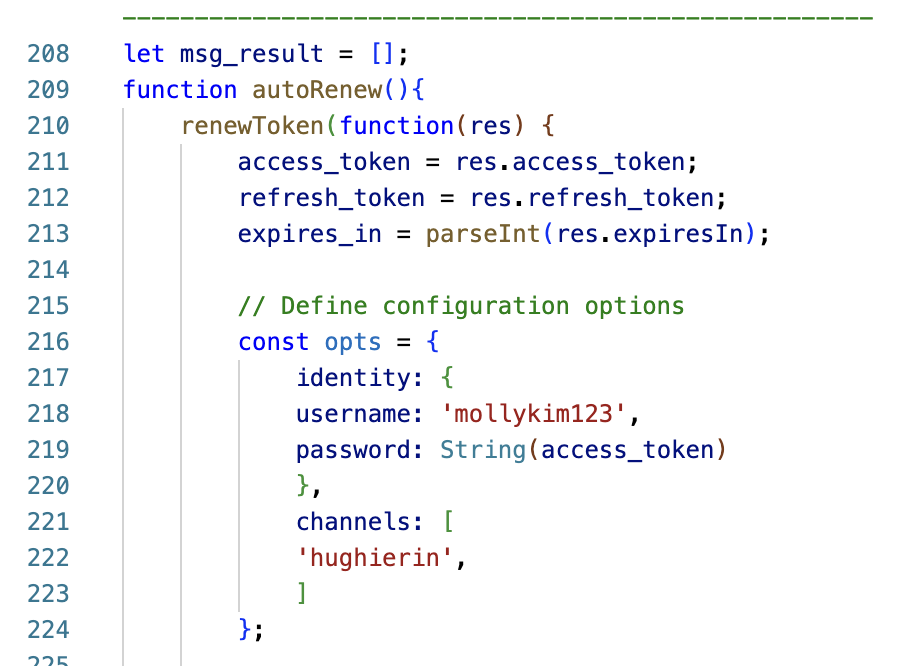 ----------------------------------------------------
208 let msg_result = [];
209 function autoRenew(){
210 renewToken(function(res) {
211 access_token = res.access_token;
212 refresh_token = res.refresh_token;
213 expires_in = parseInt(res.expiresIn);
214
215 // Define configuration options
216 const opts = {
217 identity: {
218 username: 'mollykim123',
219 password: String(access_token)
220 },
221 channels: [
222 'hughierin',
223 ]
224 };
225